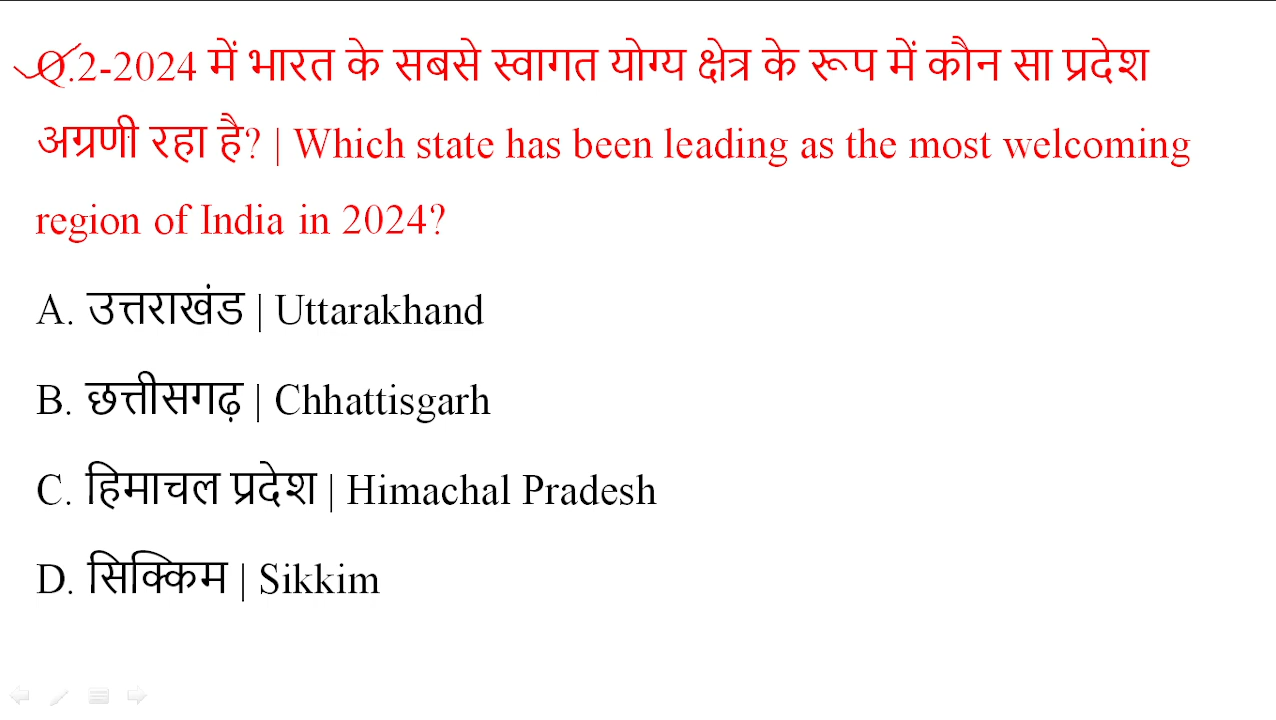 Q.2-2024 में भारत के सबसे स्वागत योग्य क्षेत्र के रूप में कौन सा प्रदेश
अग्रणी रहा है? | Which state has been leading as the most welcoming
region of India in 2024?
A. उत्तराखंड | Uttarakhand
B. छत्तीसगढ़ | Chhattisgarh
C. हिमाचल प्रदेश | Himachal Pradesh
D. सिक्किम | Sikkim